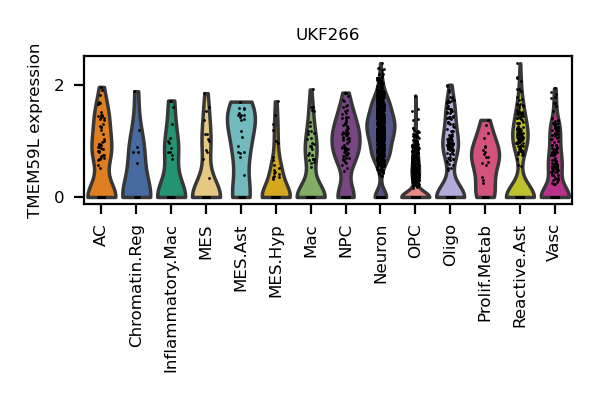 UKF266
TMEM59L expression
2
0
AC
Chromatin.Reg
Inflammatory.Mac
MES
MES.Ast
MES.Hyp
Mac
NPC
Neuron
OPC
Oligo
Prolif.Metab
Reactive.Ast
Vasc